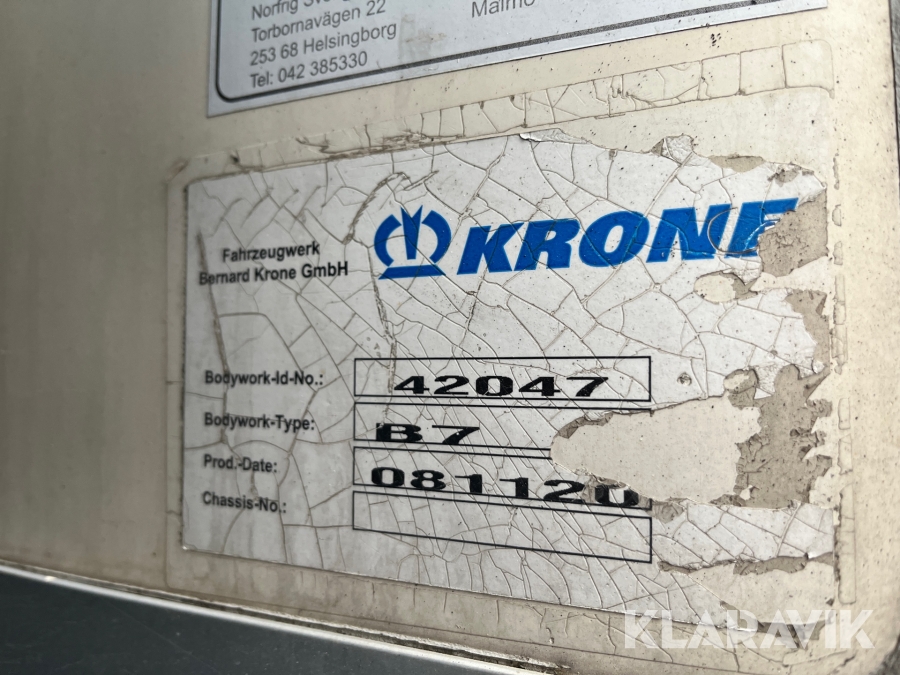 Norfrig
Torbornavägen 22
253 68 Helsingborg
Tel: 042 385330
Malmö
Fahrzeugwerk
Bernard Krone GmbH
KRONE
Bodywork-Id-No.: 42047
Bodywork-Type: B7
Prod.-Date: 081120
Chassis-No.:
KLARAVIK